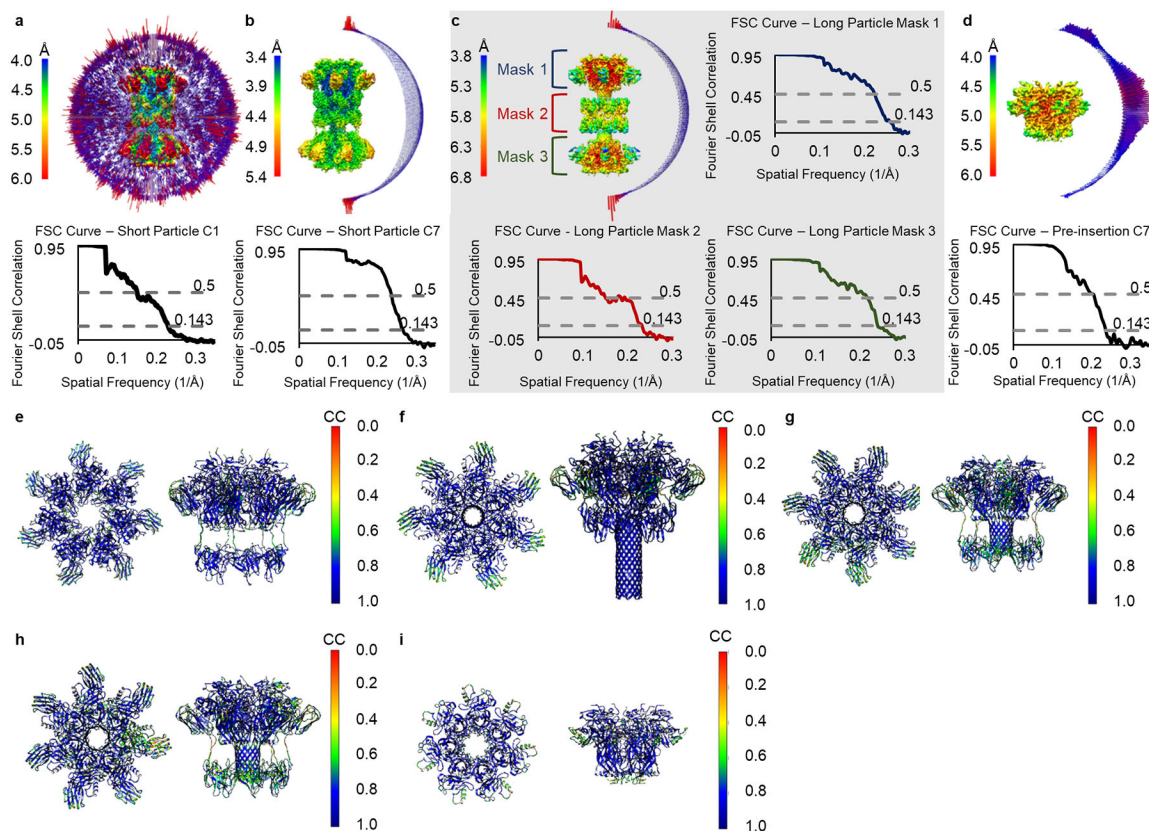 a
Å
4.0
4.5
5.0
5.5
6.0
b
3.4
3.9
4.4
4.9
5.4
c
Å
3.8
4.3
4.8
5.3
5.8
6.3
6.8
Mask 1
Mask 2
Mask 3
FSC Curve – Long Particle Mask 1
Fourier Shell Correlation
0.95
0.45
-0.05
0.5
0.143
0 0.1 0.2 0.3
Spatial Frequency (1/Å)
d
Å
4.0
4.5
5.0
5.5
6.0
FSC Curve – Short Particle C1
Fourier Shell Correlation
0.95
0.45
-0.05
0.5
0.143
0 0.1 0.2 0.3
Spatial Frequency (1/Å)
FSC Curve – Short Particle C7
Fourier Shell Correlation
0.95
0.45
-0.05
0.5
0.143
0 0.1 0.2 0.3
Spatial Frequency (1/Å)
FSC Curve - Long Particle Mask 2
Fourier Shell Correlation
0.95
0.45
-0.05
0.5
0.143
0 0.1 0.2 0.3
Spatial Frequency (1/Å)
FSC Curve – Long Particle Mask 3
Fourier Shell Correlation
0.95
0.45
-0.05
0.5
0.143
0 0.1 0.2 0.3
Spatial Frequency (1/Å)
FSC Curve – Pre-insertion C7
Fourier Shell Correlation
0.95
0.45
-0.05
0.5
0.143
0 0.1 0.2 0.3
Spatial Frequency (1/Å)
e
CC
0.0
0.2
0.4
0.6
0.8
1.0
f
CC
0.0
0.2
0.4
0.6
0.8
1.0
g
CC
0.0
0.2
0.4
0.6
0.8
1.0
h
CC
0.0
0.2
0.4
0.6
0.8
1.0
i
CC
0.0
0.2
0.4
0.6
0.8
1.0